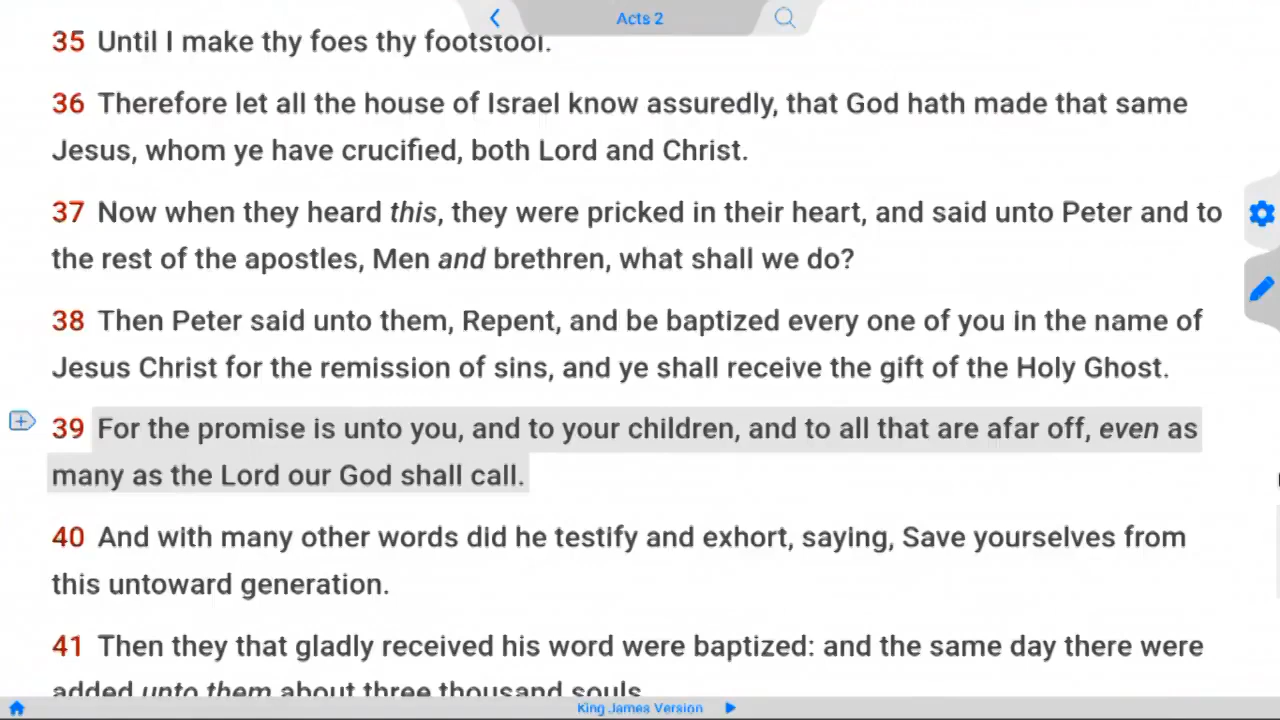 Acts 2
35 Until I make thy foes thy footstool.
36 Therefore let all the house of Israel know assuredly, that God hath made that same
Jesus, whom ye have crucified, both Lord and Christ.
37 Now when they heard this, they were pricked in their heart, and said unto Peter and to
the rest of the apostles, Men and brethren, what shall we do?
38 Then Peter said unto them, Repent, and be baptized every one of you in the name of
Jesus Christ for the remission of sins, and ye shall receive the gift of the Holy Ghost.
39 For the promise is unto you, and to your children, and to all that are afar off, even as
many as the Lord our God shall call.
40 And with many other words did he testify and exhort, saying, Save yourselves from
this untoward generation.
41 Then they that gladly received his word were baptized: and the same day there were
added unto them about three thousand souls.
King James Version